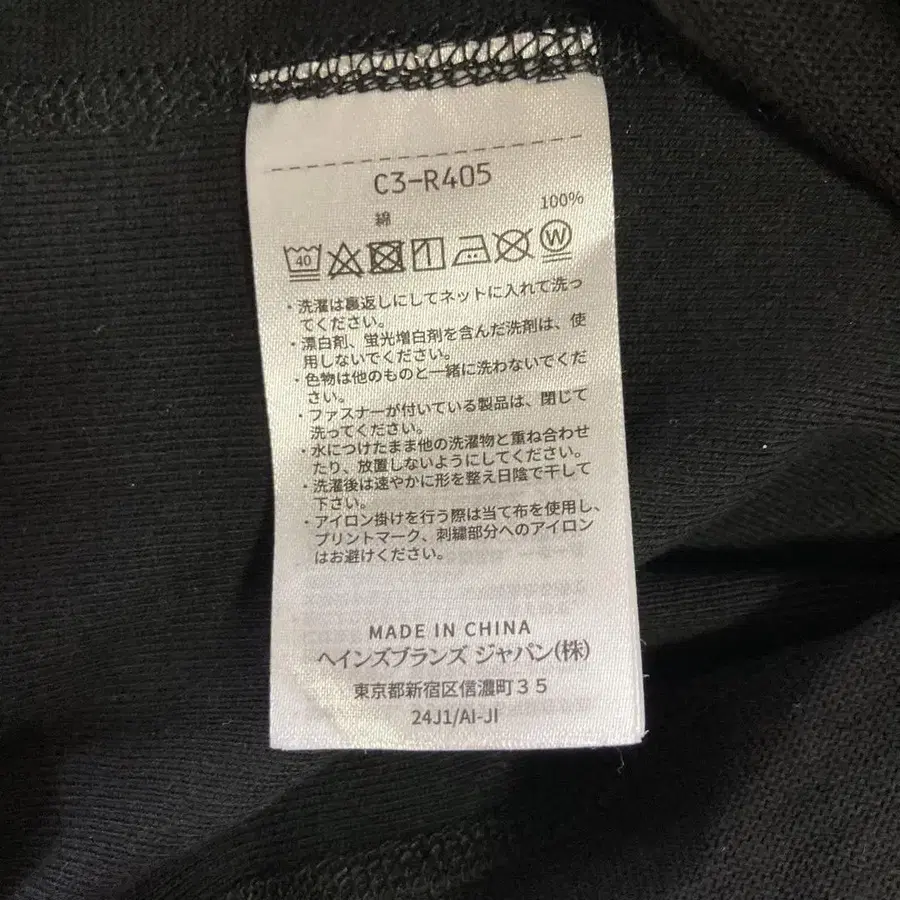 C3-R405
綿 100%
40 W
・洗濯は裏返しにしてネットに入れて洗っ
てください。
・漂白剤、蛍光増白剤を含んだ洗剤は、使
用しないでください。
・色物は他のものと一緒に洗わないでくだ
さい。
・ファスナーが付いている製品は、閉じて
洗ってください。
・水につけたまま他の洗濯物と重ね合わせ
たり、放置しないようにしてください。
・洗濯後は速やかに形を整え日陰で干して
下さい。
・アイロン掛けを行う際は当て布を使用し、
プリントマーク、刺繍部分へのアイロン
はお避けください。
MADE IN CHINA
ヘインズブランズ ジャパン(株)
東京都新宿区信濃町３５
24J1/AI-JI